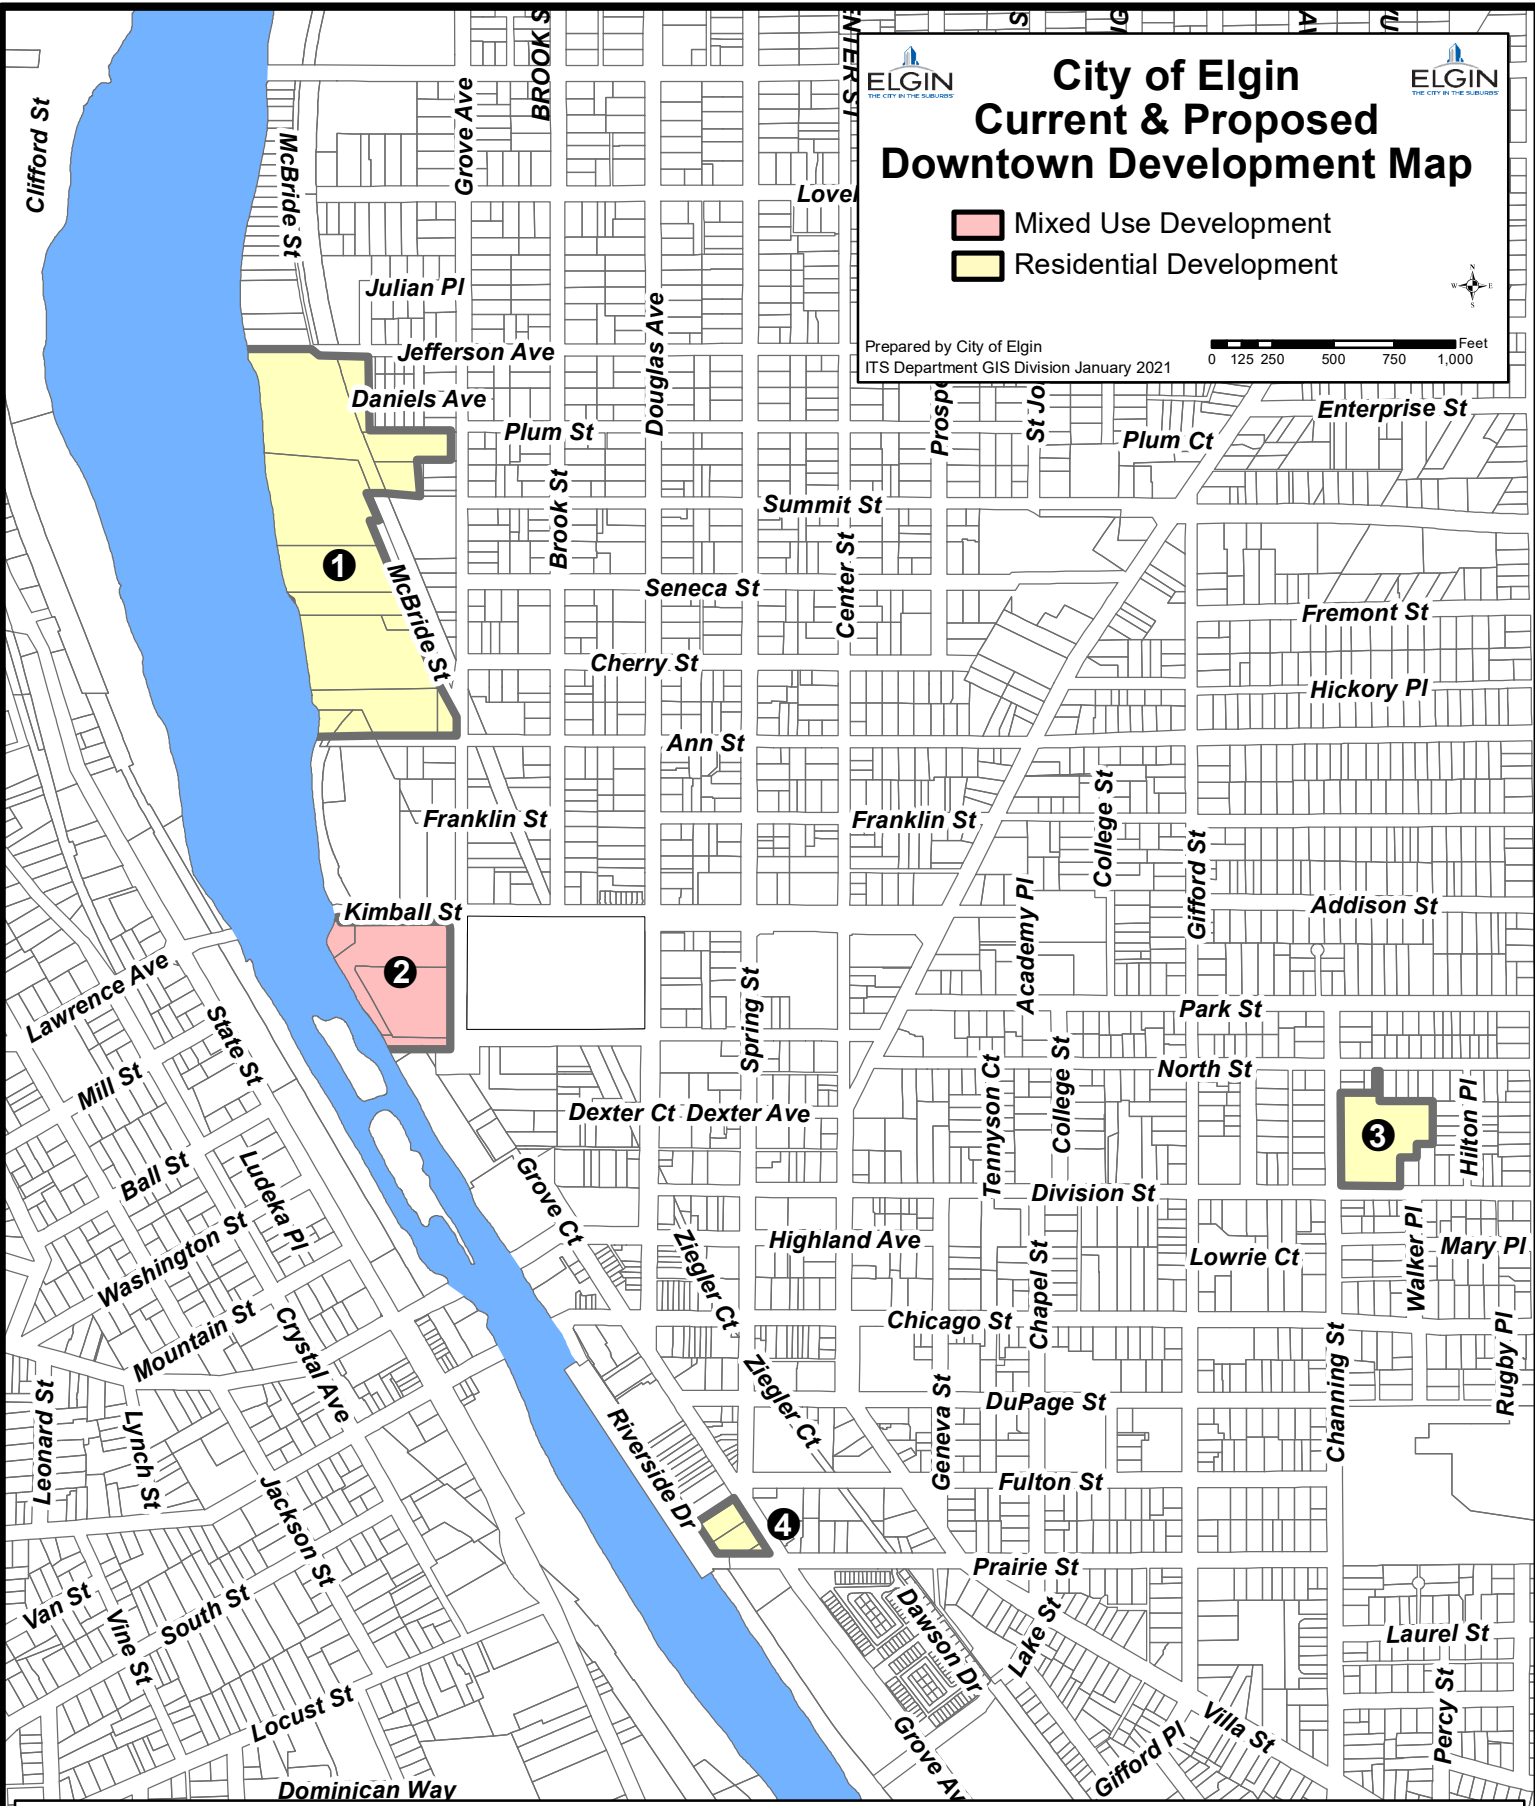 ELGIN
THE CITY IN THE SUBURBS
City of Elgin
Current & Proposed
Downtown Development Map
ELGIN
THE CITY IN THE SUBURBS
Mixed Use Development
Residential Development
N
W
E
S
Prepared by City of Elgin
ITS Department GIS Division January 2021
Feet
0 125 250 500 750 1,000
Clifford St
McBride St
Grove Ave
BROOK S
ENTER ST
Lovel
Julian Pl
Jefferson Ave
Daniels Ave
Douglas Ave
Plum St
Prospe
St Jo
Plum Ct
Enterprise St
Brook St
Summit St
Center St
1
McBride St
Seneca St
Fremont St
Cherry St
Hickory Pl
Ann St
College St
Franklin St
Franklin St
Gifford St
Academy Pl
Kimball St
Addison St
2
Lawrence Ave
State St
Spring St
Park St
Mill St
North St
Tennyson Ct
College St
Hilton Pl
Dexter Ct
Dexter Ave
3
Ball St
Ludeka Pl
Grove Ct
Division St
Washington St
Ziegler Ct
Highland Ave
Chapel St
Lowrie Ct
Walker Pl
Mary Pl
Mountain St
Crystal Ave
Chicago St
Channing St
Rugby Pl
Leonard St
Lynch St
Ziegler Ct
Geneva St
DuPage St
Riverside Dr
Jackson St
Fulton St
4
Prairie St
Van St
Vine St
South St
Dawson Dr
Lake St
Laurel St
Locust St
Percy St
Grove Av
Gifford Pl
Villa St
Dominican Way